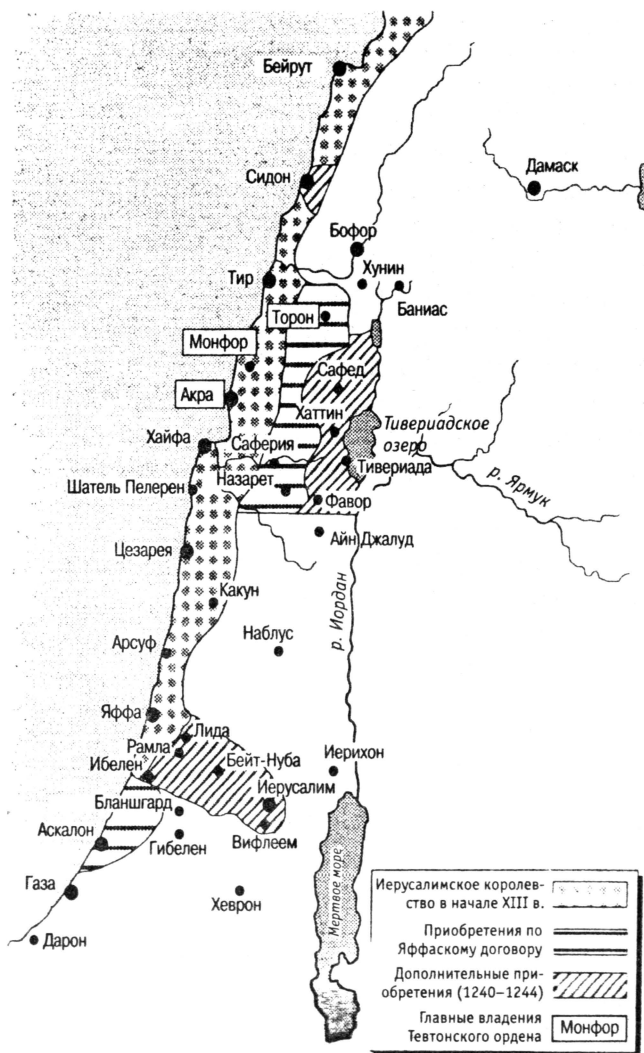 Бейрут
Дамаск
Сидон
Бофор
Хунин
Тир
Баниас
Торон
Монфор
Сафед
Акра
Хаттин
Тивериадское
озеро
Хайфа
Саферия
Тивериада
Назарет
Шатель Пелерен
р. Ярмук
Фавор
Айн Джалуд
Цезарея
Какун
р. Иордан
Наблус
Арсуф
Яффа
Лида
Рамла
Бейт-Нуба
Иерихон
Ибелен
Иерусалим
Бланшгард
Аскалон
Гибелен
Вифлеем
Газа
Хеврон
Мертвое море
Дарон
Иерусалимское королев-
ство в начале XIII в.
Приобретения по
Яффаскому договору
Дополнительные при-
обретения (1240–1244)
Главные владения
Тевтонского ордена
Монфор